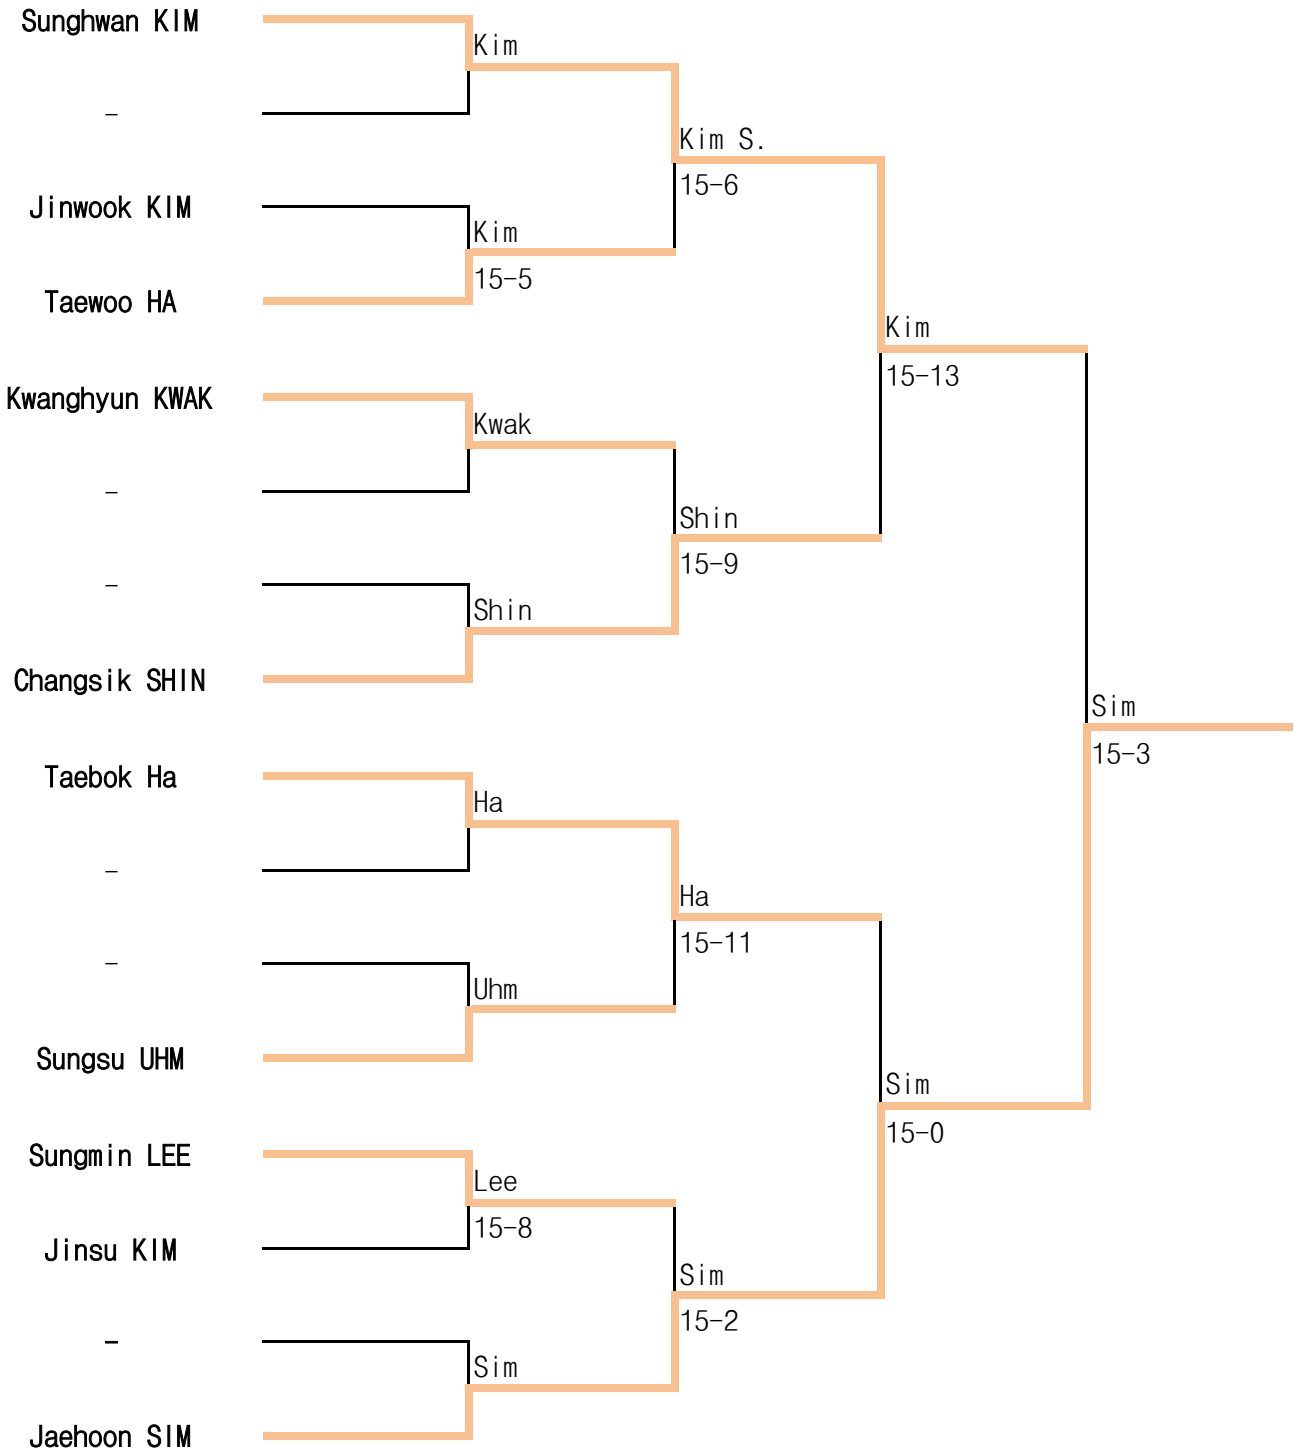 Sunghwan KIM
Kim
-
Kim S.
15-6
Jinwook KIM
Kim
15-5
Taewoo HA
Kim
15-13
Kwanghyun KWAK
Kwak
-
Shin
15-9
-
Shin
Changsik SHIN
Sim
15-3
Taebok Ha
Ha
-
Ha
15-11
-
Uhm
Sungsu UHM
Sim
15-0
Sungmin LEE
Lee
15-8
Jinsu KIM
Sim
15-2
-
Sim
Jaehoon SIM